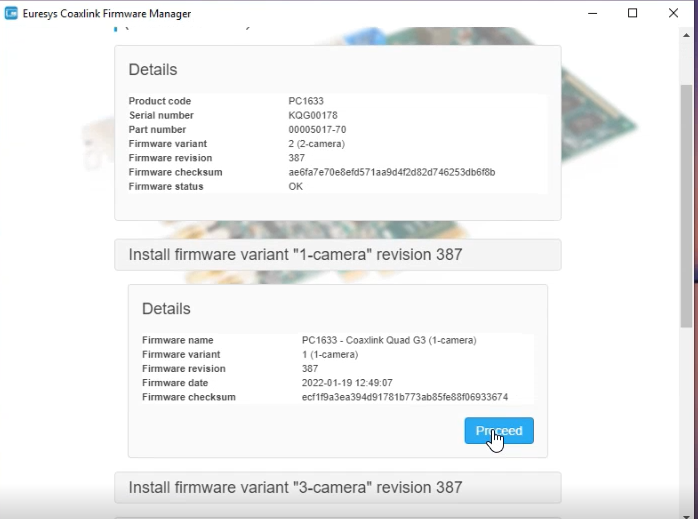 Euresys Coaxlink Firmware Manager
Details
Product code PC1633
Serial number KQG00178
Part number 00005017-70
Firmware variant 2 (2-camera)
Firmware revision 387
Firmware checksum ae6fa7e70e8efd571aa9d4f2d82d746253db6f8b
Firmware status OK
Install firmware variant "1-camera" revision 387
Details
Firmware name PC1633 - Coaxlink Quad G3 (1-camera)
Firmware variant 1 (1-camera)
Firmware revision 387
Firmware date 2022-01-19 12:49:07
Firmware checksum ecf1f9a3ea394d91781b773ab85fe88f06933674
Proceed
Install firmware variant "3-camera" revision 387